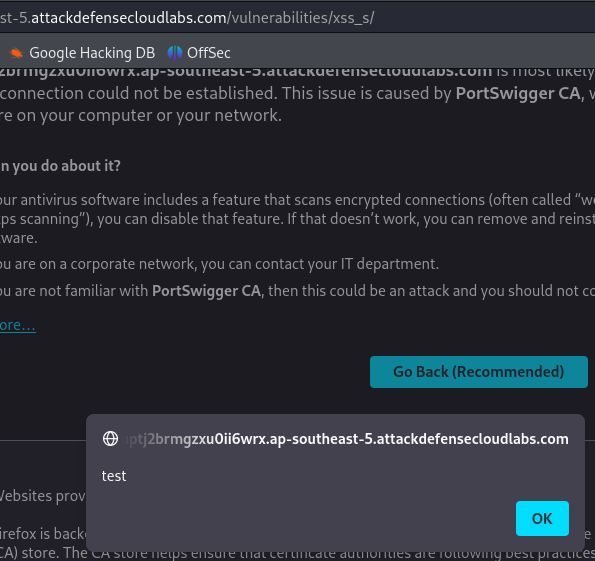 st-5.attackdefensecloudlabs.com/vulnerabilities/xss_s/
Google Hacking DB OffSec
2brmgzxu0ii6wrx.ap-southeast-5.attackdefensecloudlabs.com is most likely
connection could not be established. This issue is caused by PortSwigger CA, w
re on your computer or your network.
n you do about it?
our antivirus software includes a feature that scans encrypted connections (often called “we
ps scanning”), you can disable that feature. If that doesn’t work, you can remove and reinst
tware.
ou are on a corporate network, you can contact your IT department.
ou are not familiar with PortSwigger CA, then this could be an attack and you should not co
ore…
Go Back (Recommended)
ptj2brmgzxu0ii6wrx.ap-southeast-5.attackdefensecloudlabs.com
test
OK
Websites prov
irefox is back
e
CA) store. The CA store helps ensure that certificate authorities are following best practices